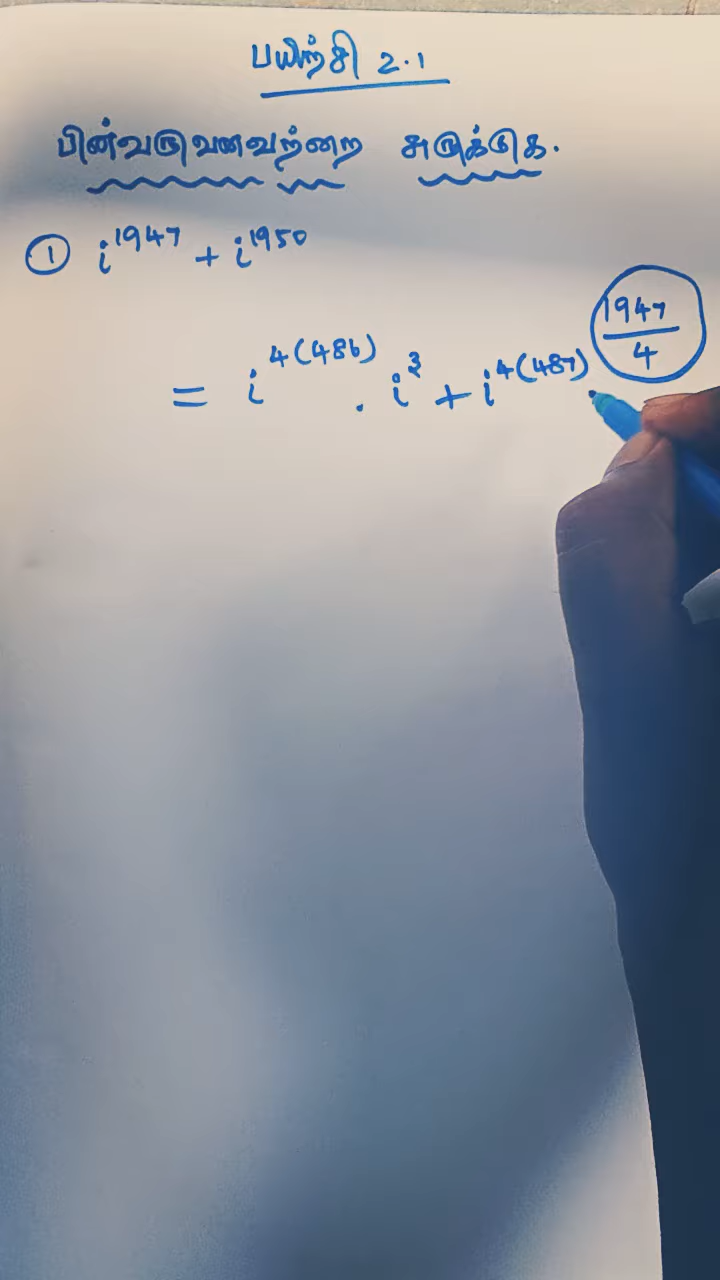 பயிற்சி 2.1
பின்வருவனவற்றை சுருக்குக.
① i^1947 + i^1950
1947/4
= i^4(486) . i^3 + i^4(487)